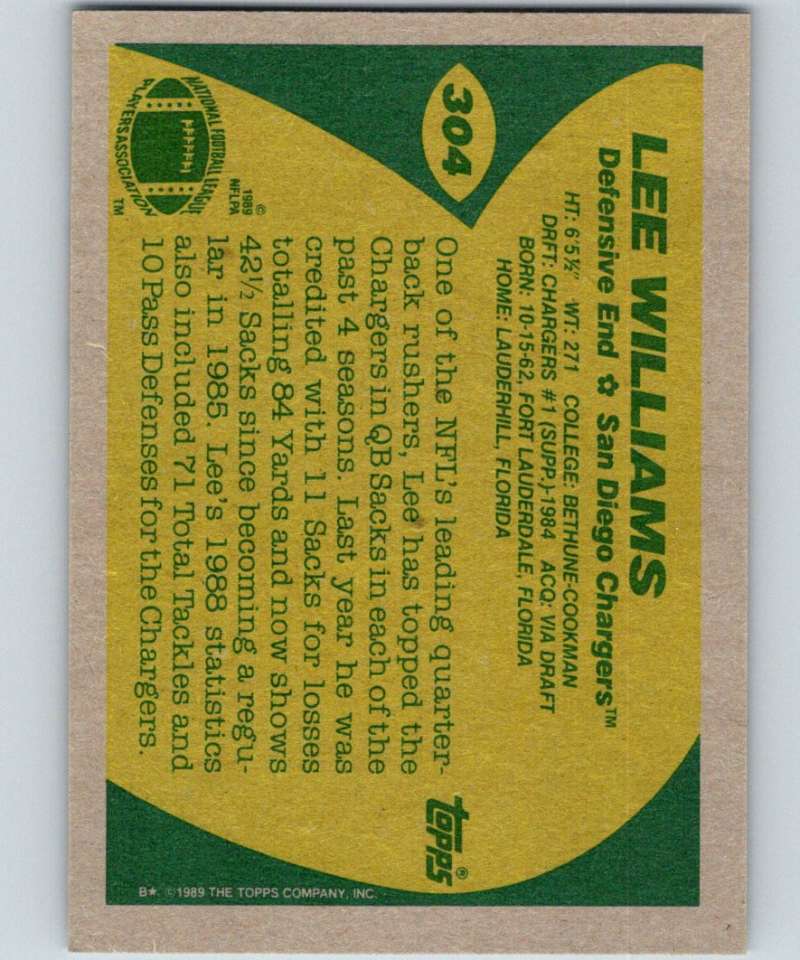 304
LEE WILLIAMS
Defensive End ✿ San Diego Chargers™
HT: 6'5½" WT: 271 COLLEGE: BETHUNE-COOKMAN
DRFT: CHARGERS #1 (SUPP.)-1984 ACQ: VIA DRAFT
BORN: 10-15-62, FORT LAUDERDALE, FLORIDA
HOME: LAUDERHILL, FLORIDA
One of the NFL's leading quarter-
back rushers, Lee has topped the
Chargers in QB Sacks in each of the
past 4 seasons. Last year he was
credited with 11 Sacks for losses
totalling 84 Yards and now shows
42½ Sacks since becoming a regu-
lar in 1985. Lee's 1988 statistics
also included 71 Total Tackles and
10 Pass Defenses for the Chargers.
NATIONAL FOOTBALL LEAGUE
PLAYERS ASSOCIATION
™
©
1989
NFLPA
topps®
B★ ©1989 THE TOPPS COMPANY, INC.